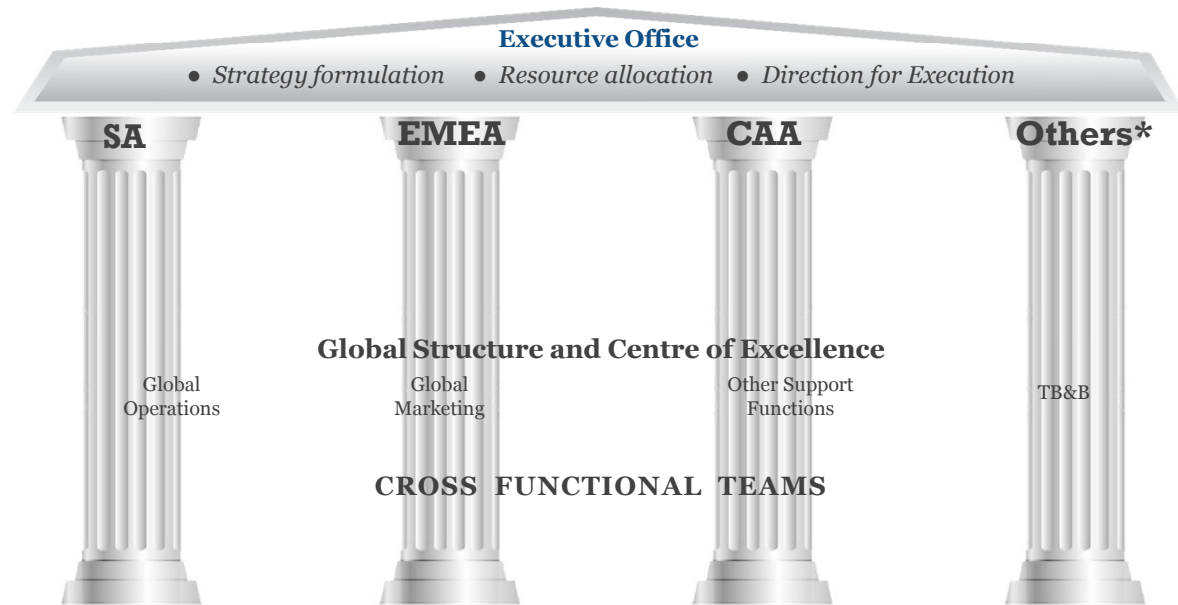 Executive Office
● Strategy formulation ● Resource allocation ● Direction for Execution
SA EMEA CAA Others*
Global Structure and Centre of Excellence
Global Global Other Support
Operations Marketing Functions TB&B
CROSS FUNCTIONAL TEAMS